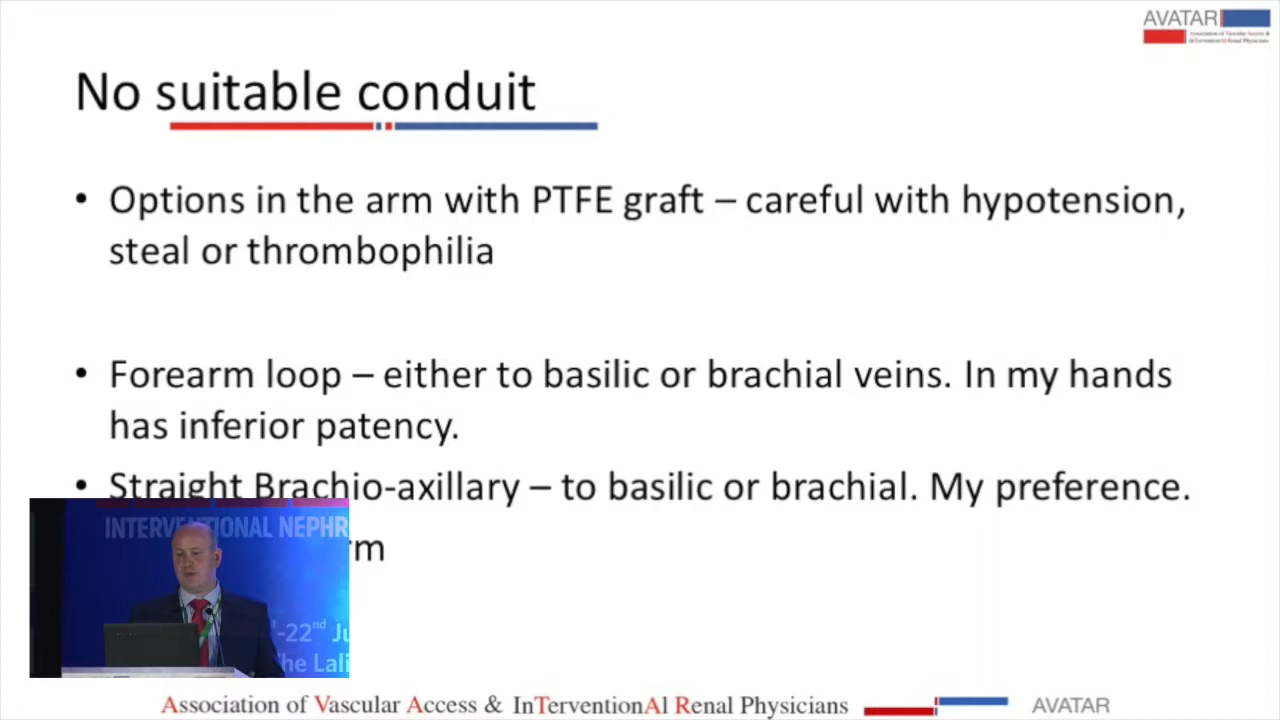 AVATAR
Association of Vascular Access &
InTerventionAl Renal Physicians
No suitable conduit
• Options in the arm with PTFE graft – careful with hypotension,
steal or thrombophilia
• Forearm loop – either to basilic or brachial veins. In my hands
has inferior patency.
• Straight Brachio-axillary – to basilic or brachial. My preference.
rm
INTERVENTIONAL NEPHR
-22nd Ju
he Lali
Association of Vascular Access & InTerventionAl Renal Physicians
AVATAR